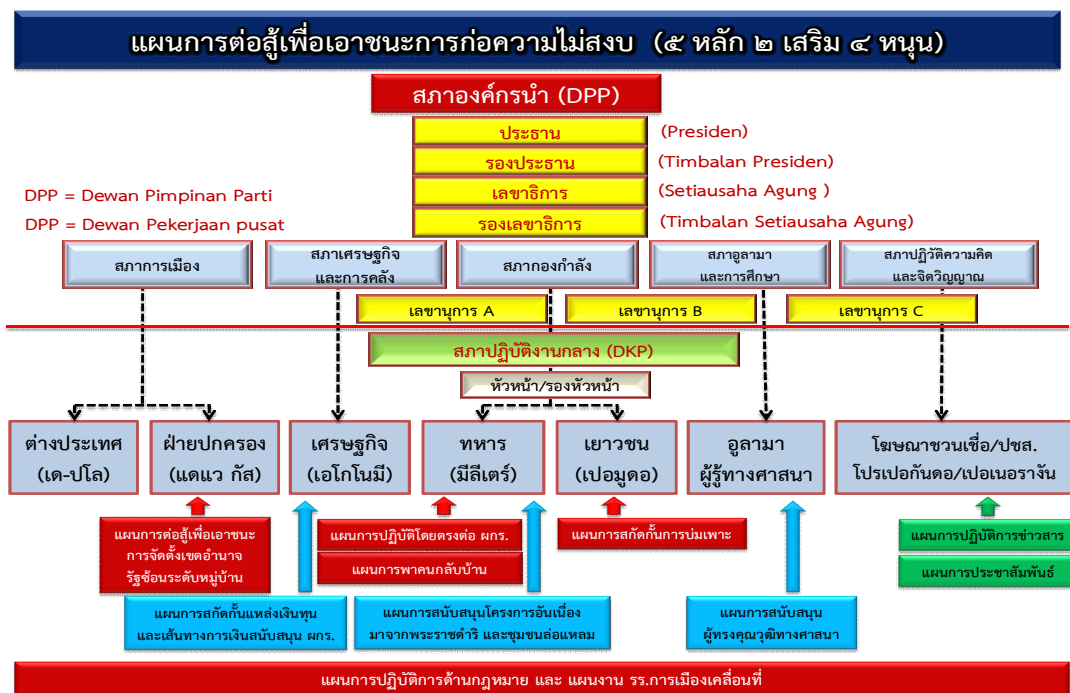 แผนการต่อสู้เพื่อเอาชนะการก่อความไม่สงบ (๕ หลัก ๒ เสริม ๔ หนุน)
สภาองค์กรนำ (DPP)
ประธาน
(Presiden)
รองประธาน
(Timbalan Presiden)
DPP = Dewan Pimpinan Parti
เลขาธิการ
(Setiausaha Agung )
DPP = Dewan Pekerjaan pusat
รองเลขาธิการ
(Timbalan Setiausaha Agung)
สภาการเมือง
สภาเศรษฐกิจ
และการคลัง
สภากองกำลัง
สภาอูลามา
และการศึกษา
สภาปฏิวัติความคิด
และจิตวิญญาณ
เลขานุการ A
เลขานุการ B
เลขานุการ C
สภาปฏิบัติงานกลาง (DKP)
หัวหน้า/รองหัวหน้า
ต่างประเทศ
(เด-ปโล)
ฝ่ายปกครอง
(แดแว กัส)
เศรษฐกิจ
(เอโกโนมี)
ทหาร
(มีลีเตร์)
เยาวชน
(เปอมูดอ)
อูลามา
ผู้รู้ทางศาสนา
โฆษณาชวนเชื่อ/ปชส.
โปรเปอกันดอ/เปอเนอรางัน
แผนการต่อสู้เพื่อเอาชนะ
การจัดตั้งเขตอำนาจ
รัฐซ้อนระดับหมู่บ้าน
แผนการปฏิบัติโดยตรงต่อ ผกร.
แผนการพาคนกลับบ้าน
แผนการสกัดกั้นการบ่มเพาะ
แผนการปฏิบัติการข่าวสาร
แผนการประชาสัมพันธ์
แผนการสกัดกั้นแหล่งเงินทุน
และเส้นทางการเงินสนับสนุน ผกร.
แผนการสนับสนุนโครงการอันเนื่อง
มาจากพระราชดำริ และชุมชนล่อแหลม
แผนการสนับสนุน
ผู้ทรงคุณวุฒิทางศาสนา
แผนการปฏิบัติการด้านกฎหมาย และ แผนงาน รร.การเมืองเคลื่อนที่